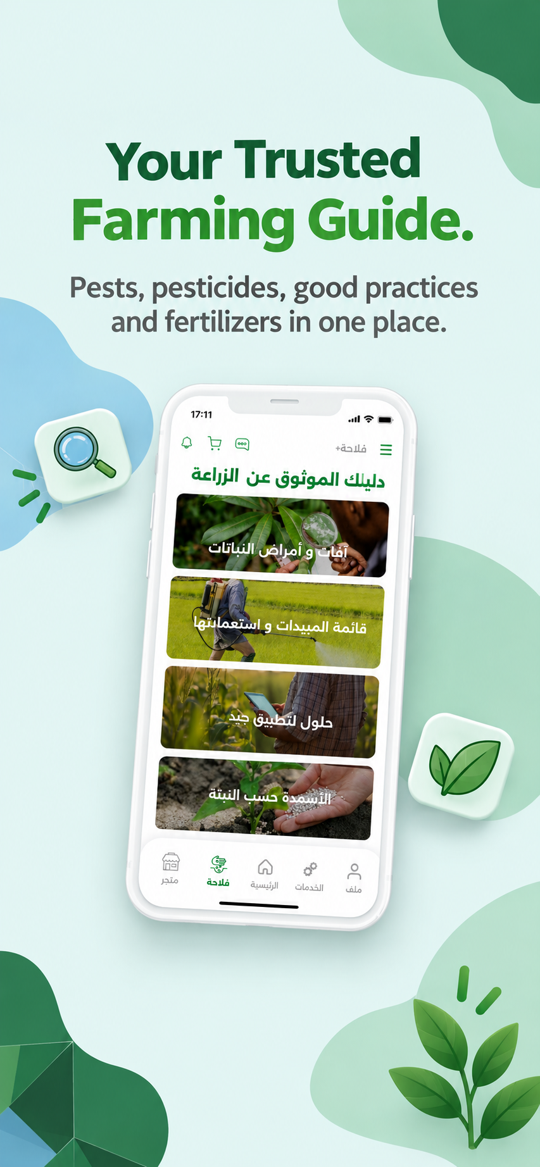 Your Trusted
Farming Guide.
Pests, pesticides, good practices
and fertilizers in one place.
17:11
فلاحة+
دليلك الموثوق عن الزراعة
آفات و أمراض النباتات
قائمة المبيدات و استعمالاتها
حلول لتطبيق جيد
الأسمدة حسب النبتة
متجر
فلاحة
الرئيسية
الخدمات
ملف